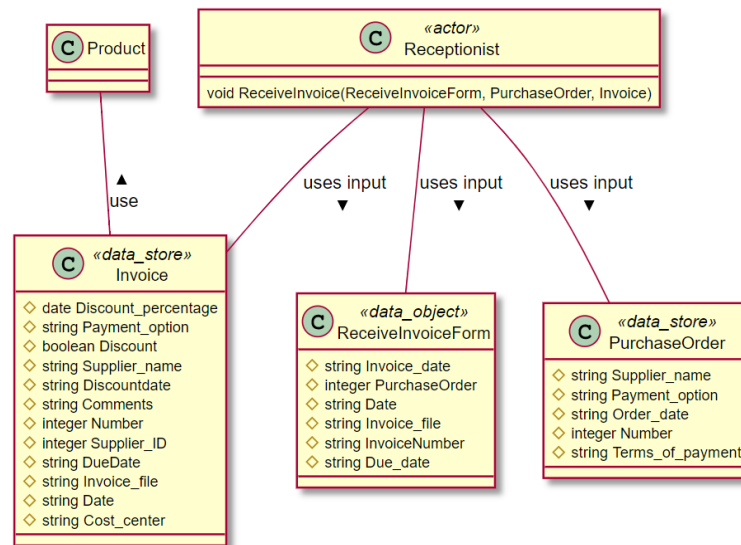 C Product
«actor»
C Receptionist
void ReceiveInvoice(ReceiveInvoiceForm, PurchaseOrder, Invoice)
use
uses input
uses input
uses input
«data_store»
C Invoice
date Discount_percentage
string Payment_option
boolean Discount
string Supplier_name
string Discountdate
string Comments
integer Number
integer Supplier_ID
string DueDate
string Invoice_file
string Date
string Cost_center
«data_object»
C ReceiveInvoiceForm
string Invoice_date
integer PurchaseOrder
string Date
string Invoice_file
string InvoiceNumber
string Due_date
«data_store»
C PurchaseOrder
string Supplier_name
string Payment_option
string Order_date
integer Number
string Terms_of_payment